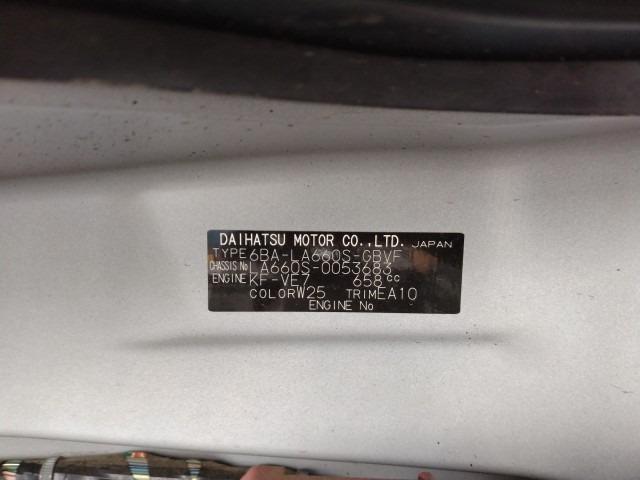 DAIHATSU MOTOR CO.,LTD. JAPAN
TYPE 6BA-LA660S-GBVF
CHASSIS No LA660S-0053683
ENGINE KF-VE7 658cc
COLOR W25 TRIM EA10
ENGINE No